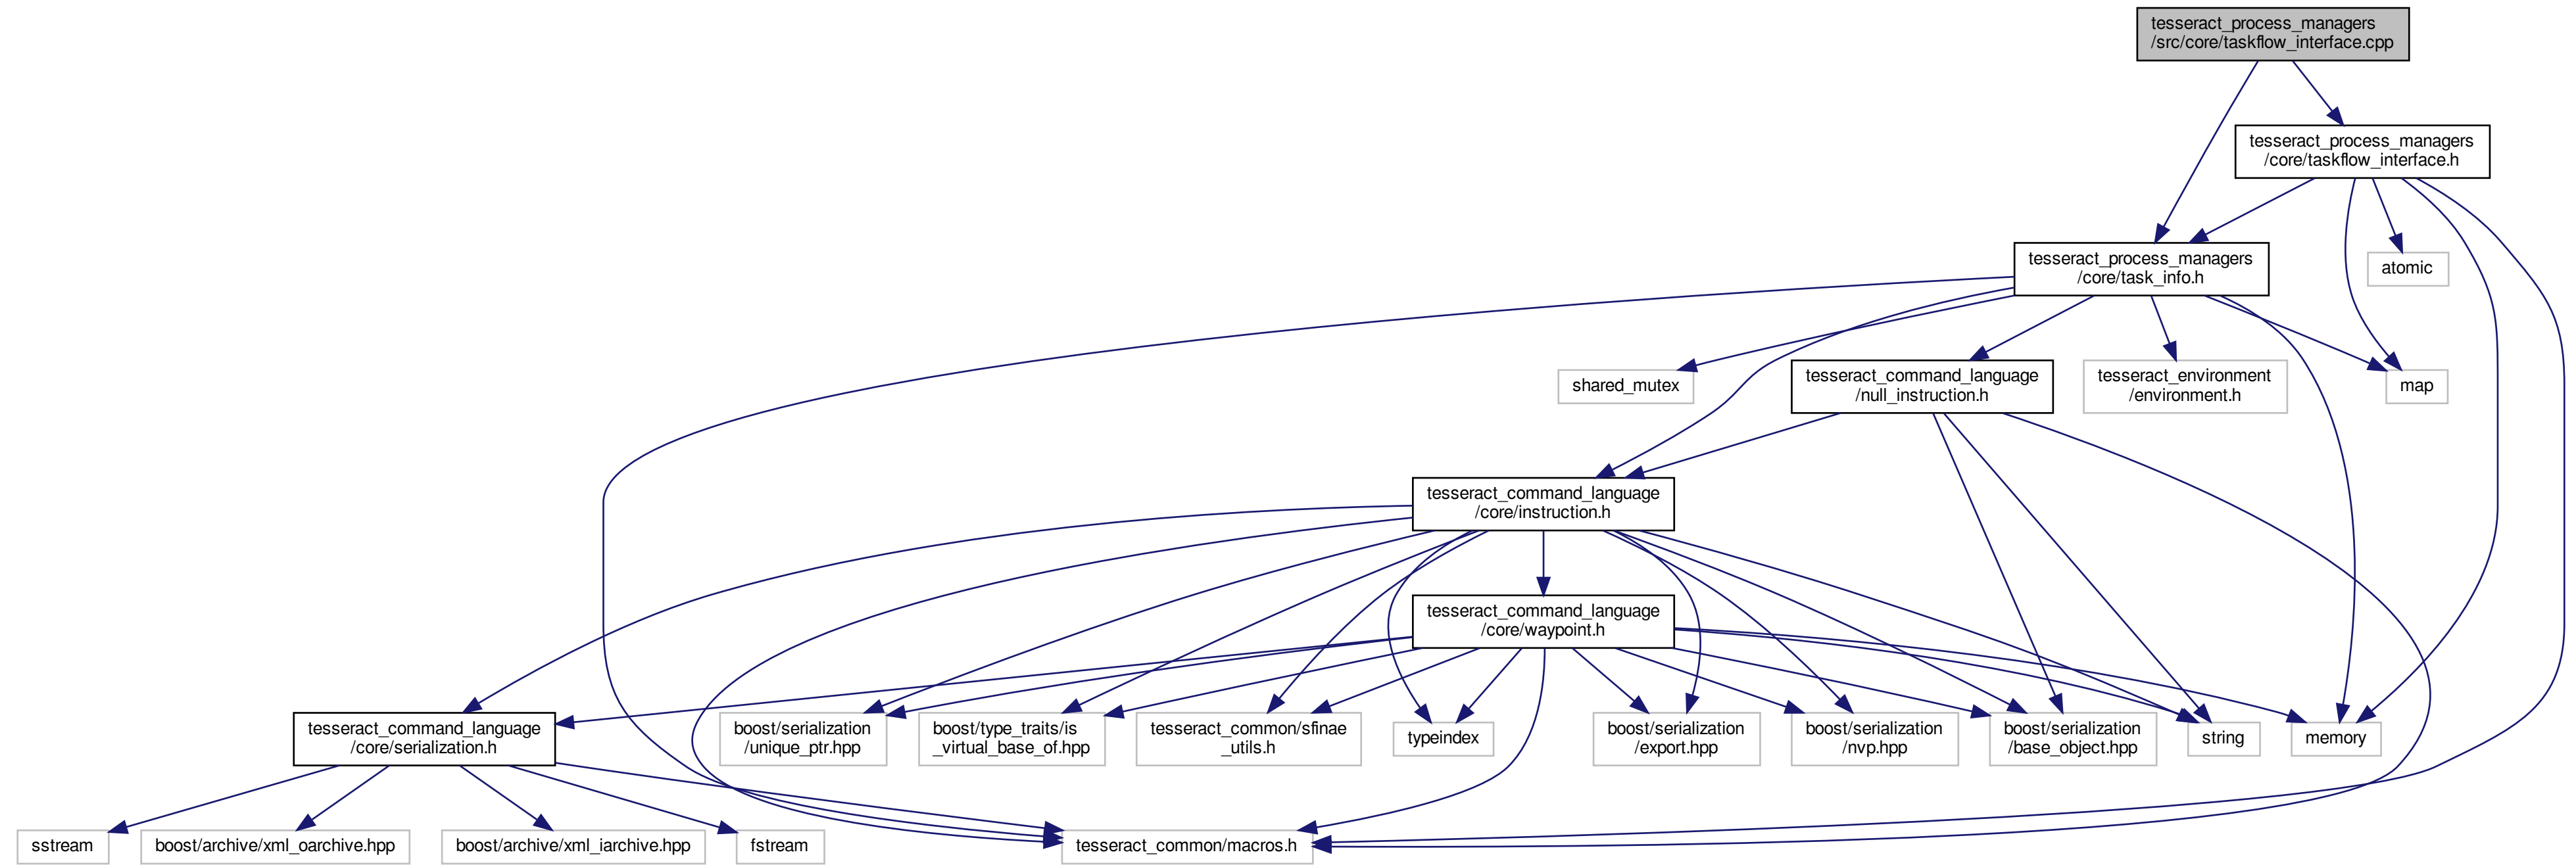 tesseract_process_managers
/src/core/taskflow_interface.cpp
tesseract_process_managers
/core/taskflow_interface.h
tesseract_process_managers
/core/task_info.h
atomic
shared_mutex
tesseract_command_language
/null_instruction.h
tesseract_environment
/environment.h
map
tesseract_command_language
/core/instruction.h
tesseract_command_language
/core/waypoint.h
tesseract_command_language
/core/serialization.h
boost/serialization
/unique_ptr.hpp
boost/type_traits/is
_virtual_base_of.hpp
tesseract_common/sfinae
_utils.h
typeindex
boost/serialization
/export.hpp
boost/serialization
/nvp.hpp
boost/serialization
/base_object.hpp
string
memory
sstream
boost/archive/xml_oarchive.hpp
boost/archive/xml_iarchive.hpp
fstream
tesseract_common/macros.h